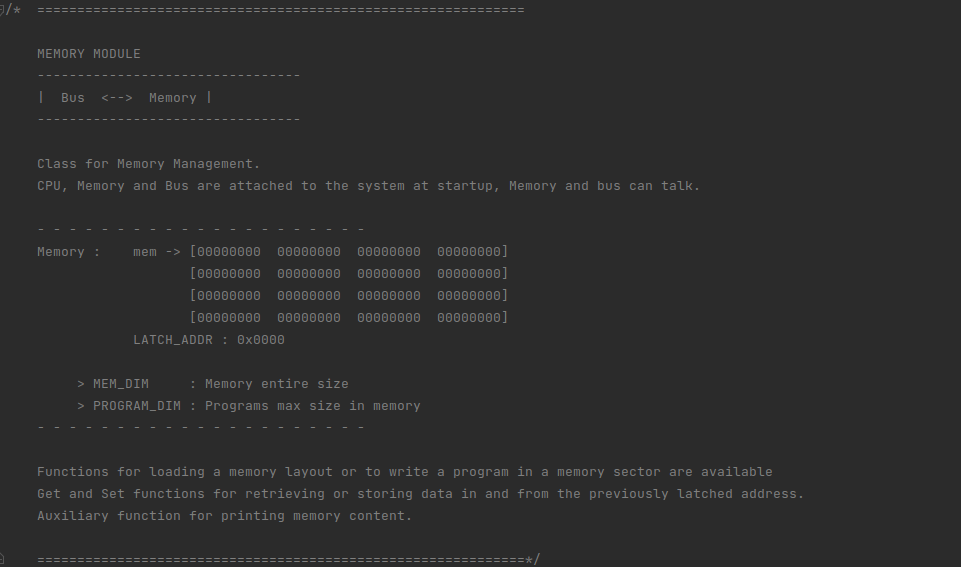 /*  =============================================================
MEMORY MODULE
---------------------------------
|  Bus  <-->  Memory |
---------------------------------
Class for Memory Management.
CPU, Memory and Bus are attached to the system at startup, Memory and bus can talk.
- - - - - - - - - - - - - - - - - - - - -
Memory :    mem -> [00000000  00000000  00000000  00000000]
[00000000  00000000  00000000  00000000]
[00000000  00000000  00000000  00000000]
[00000000  00000000  00000000  00000000]
LATCH_ADDR : 0x0000
> MEM_DIM     : Memory entire size
> PROGRAM_DIM : Programs max size in memory
- - - - - - - - - - - - - - - - - - - - -
Functions for loading a memory layout or to write a program in a memory sector are available
Get and Set functions for retrieving or storing data in and from the previously latched address.
Auxiliary function for printing memory content.
=============================================================*/